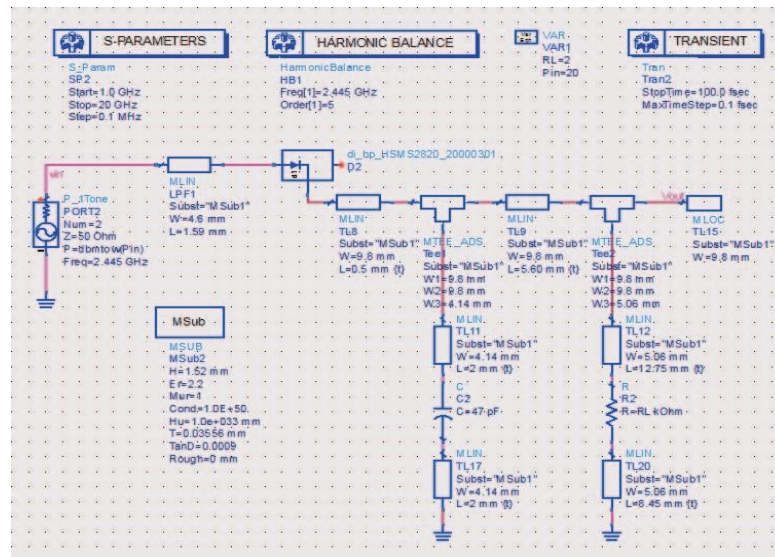 S-PARAMETERS
S_Param
SP2
Start=1.0 GHz
Stop=20 GHz
Step=0.1 MHz
HARMONIC BALANCE
HarmonicBalance
HB1
Freq[1]=2.445 GHz
Order[1]=5
VAR
VAR1
RL=2
Pin=20
TRANSIENT
Tran
Tran2
StopTime=100.0 fsec
MaxTimeStep=0.1 fsec
vin
P_1Tone
PORT2
Num=2
Z=50 Ohm
P=dbmtow(Pin)
Freq=2.445 GHz
MLIN
LPF1
Subst="MSub1"
W=4.6 mm
L=1.59 mm
di_bp_HSMS2820_20000301
D2
MLIN
TL8
Subst="MSub1"
W=9.8 mm
L=0.5 mm {t}
MTEE_ADS
Tee1
Subst="MSub1"
W1=9.8 mm
W2=9.8 mm
W3=4.14 mm
MLIN
TL9
Subst="MSub1"
W=9.8 mm
L=5.60 mm {t}
MTEE_ADS
Tee2
Subst="MSub1"
W1=9.8 mm
W2=9.8 mm
W3=5.06 mm
Vout
MLOC
TL15
Subst="MSub1"
W=9.8 mm
MSub
MSUB
MSub2
H=1.52 mm
Er=2.2
Mur=1
Cond=1.0E+50
Hu=1.0e+033 mm
T=0.03556 mm
TanD=0.0009
Rough=0 mm
MLIN
TL11
Subst="MSub1"
W=4.14 mm
L=2 mm {t}
C
C2
C=47 pF
MLIN
TL17
Subst="MSub1"
W=4.14 mm
L=2 mm {t}
MLIN
TL12
Subst="MSub1"
W=5.06 mm
L=12.75 mm {t}
R
R2
R=RL kOhm
MLIN
TL20
Subst="MSub1"
W=5.06 mm
L=6.45 mm {t}